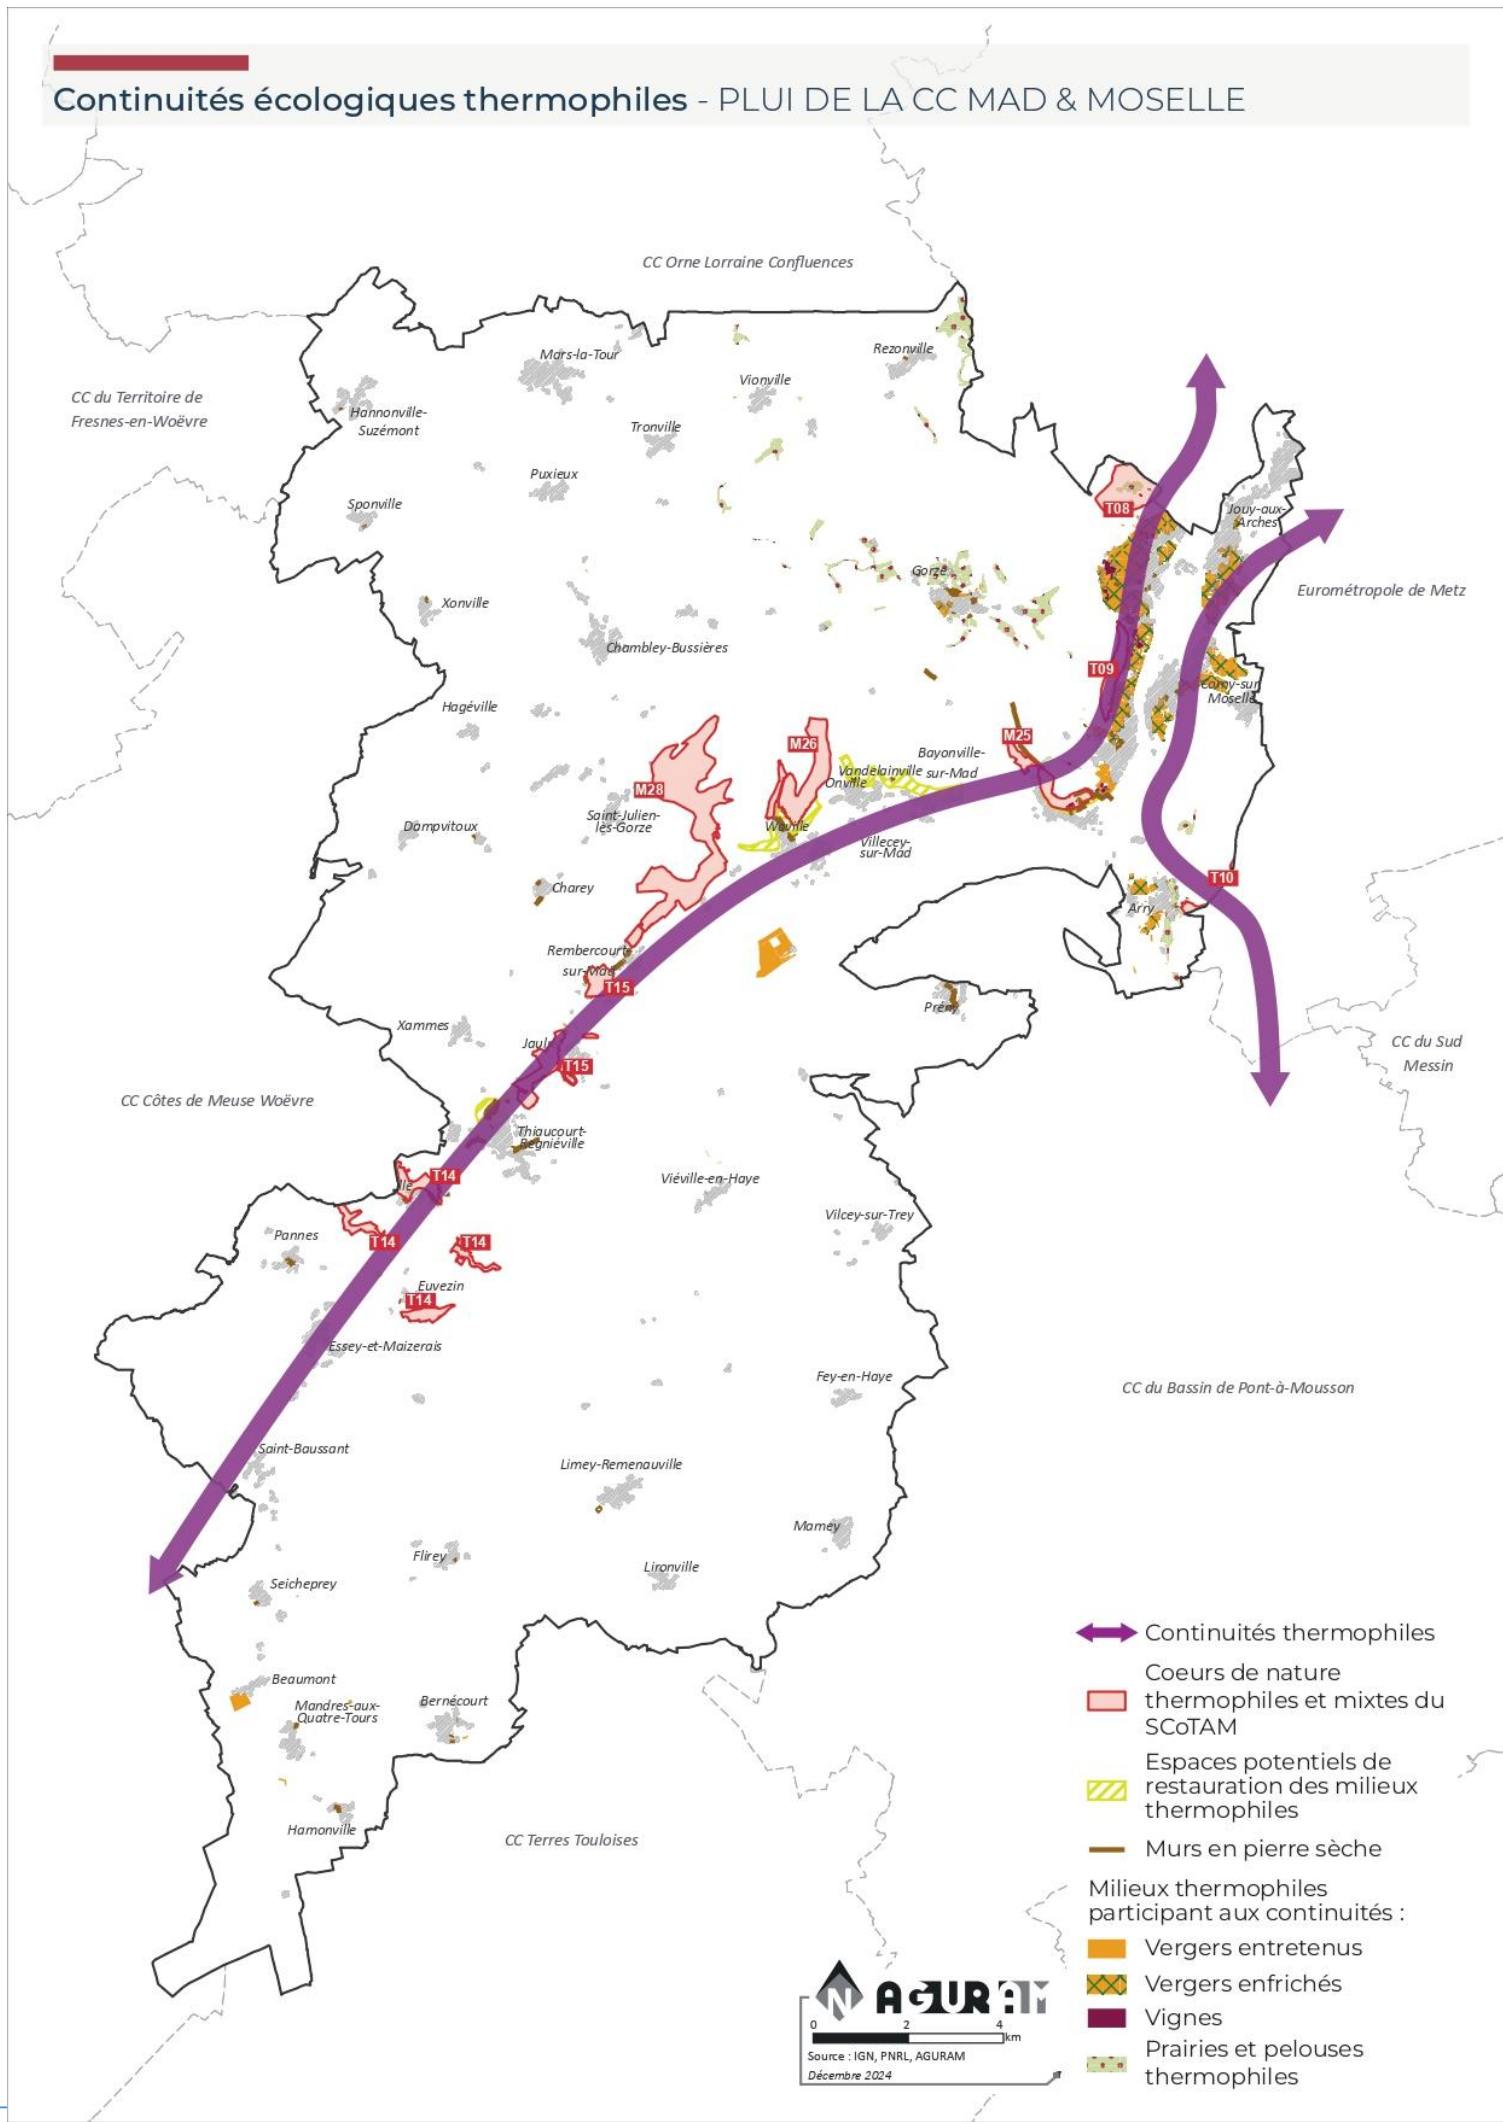 Continuités écologiques thermophiles - PLUI DE LA CC MAD & MOSELLE
CC Orne Lorraine Confluences
Mars-la-Tour
Rezonville
Vionville
CC du Territoire de
Fresnes-en-Woëvre
Hannonville-
Suzémont
Tronville
Puxieux
Sponville
T08
Jouy-aux-
Arches
Gorze
Eurométropole de Metz
Xonville
Chambley-Bussières
T09
Corny-sur
Moselle
Hagéville
M26
M25
Bayonville-
sur-Mad
Vandelainville
Onville
M28
Saint-Julien-
lès-Gorze
Dampvitoux
Waville
Villecey-
sur-Mad
T10
Charey
Arry
Rembercourt-
sur-Mad
T15
Prény
Xammes
Jaul
CC du Sud
Messin
T15
CC Côtes de Meuse Woëvre
Thiaucourt-
Regniéville
T14
lle
Viéville-en-Haye
Vilcey-sur-Trey
Pannes
T14
T14
Euvezin
T14
Essey-et-Maizerais
Fey-en-Haye
CC du Bassin de Pont-à-Mousson
Saint-Baussant
Limey-Remenauville
Mamey
Flirey
Lironville
Seicheprey
Beaumont
Mandres-aux-
Quatre-Tours
Bernécourt
Hamonville
CC Terres Touloises
Continuités thermophiles
Coeurs de nature
thermophiles et mixtes du
SCoTAM
Espaces potentiels de
restauration des milieux
thermophiles
Murs en pierre sèche
Milieux thermophiles
participant aux continuités :
Vergers entretenus
Vergers enfrichés
Vignes
Prairies et pelouses
thermophiles
N
AGURAM
0 2 4
km
Source : IGN, PNRL, AGURAM
Décembre 2024